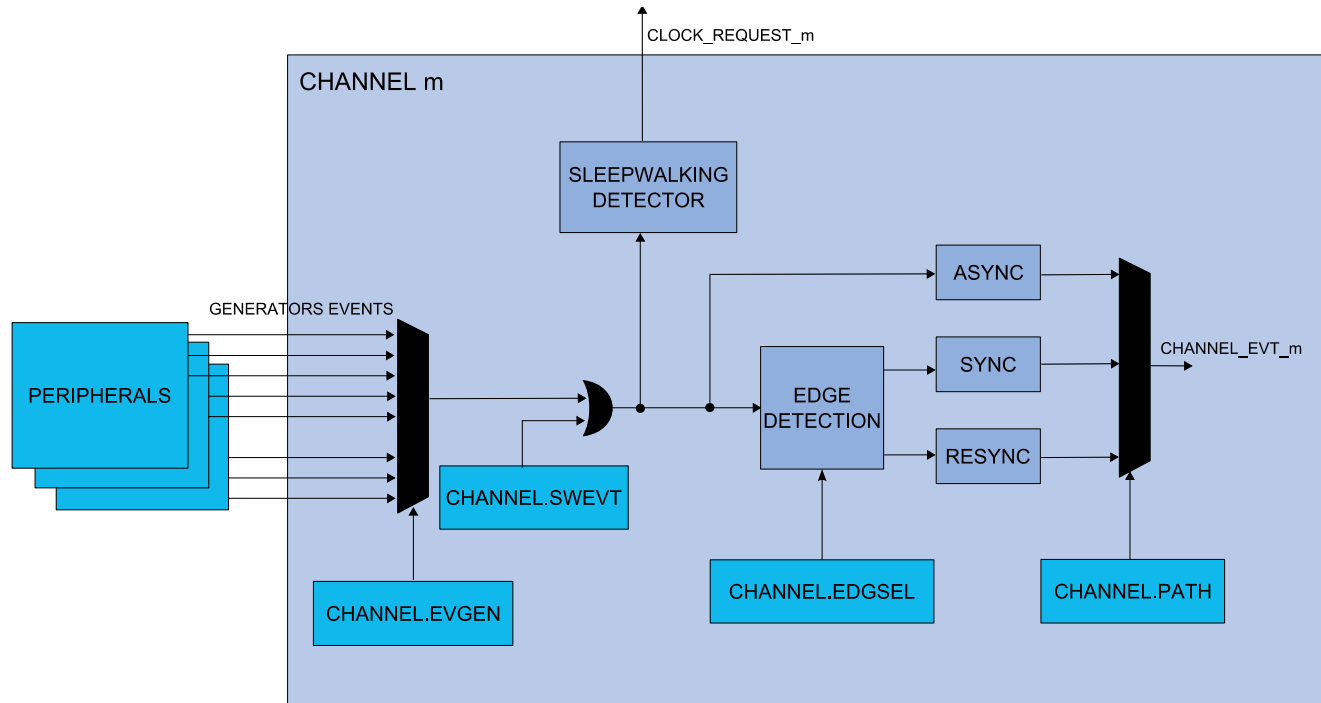 CLOCK_REQUEST_m
CHANNEL m
SLEEPWALKING
DETECTOR
GENERATORS EVENTS
PERIPHERALS
ASYNC
SYNC
RESYNC
EDGE
DETECTION
CHANNEL_EVT_m
CHANNEL.SWEVT
CHANNEL.EVGEN
CHANNEL.EDGSEL
CHANNEL.PATH